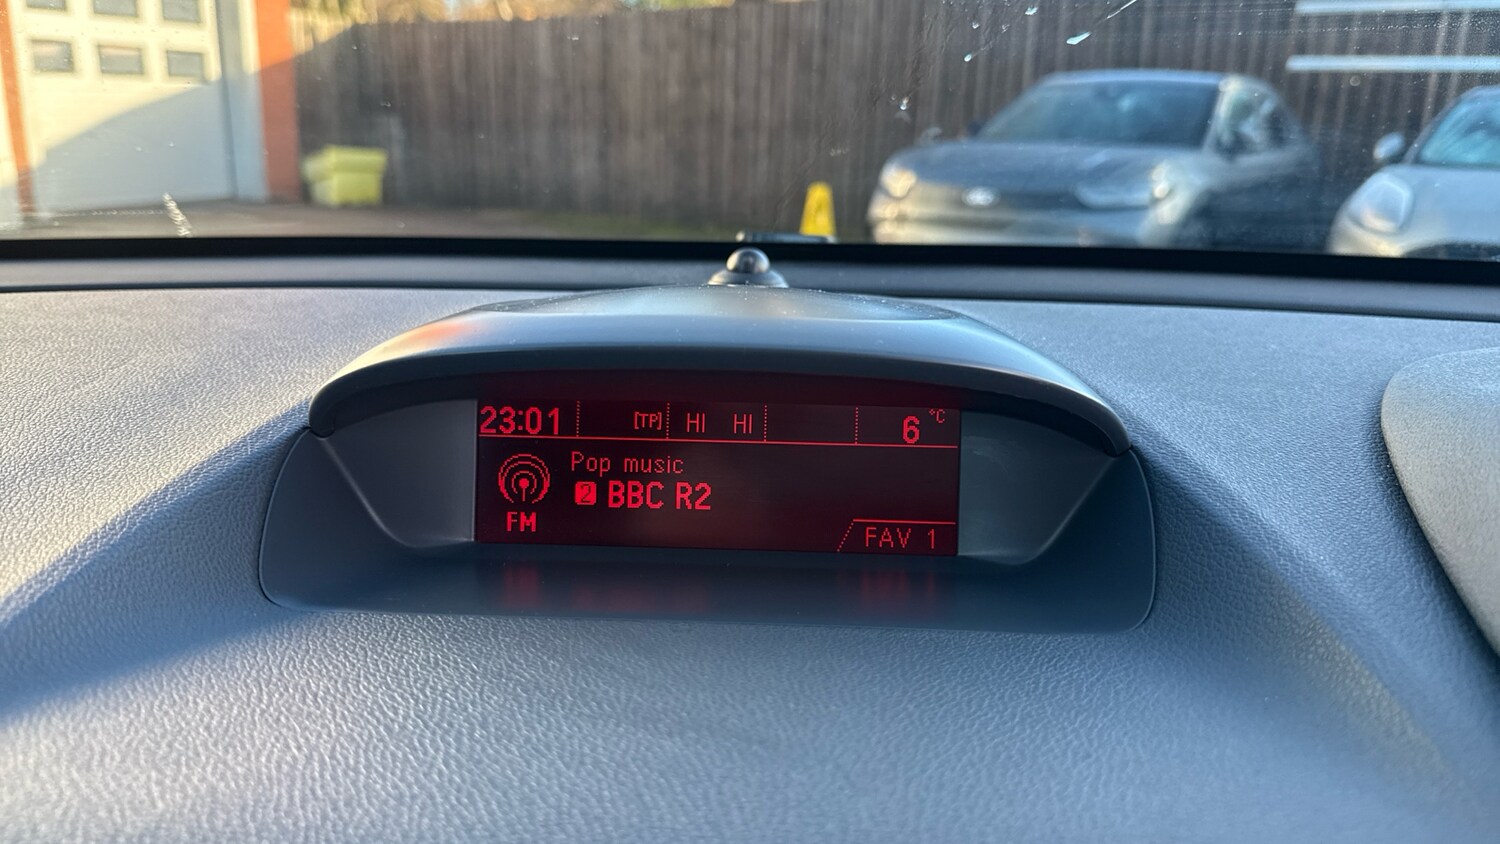 23:01 [TP] HI HI 6 °C
Pop music
2 BBC R2
FM
FAV 1